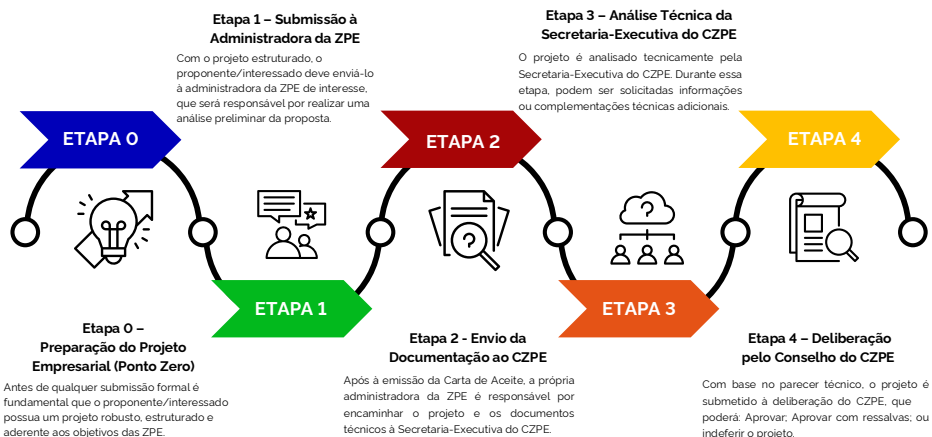 Etapa 1 – Submissão à
Administradora da ZPE
Com o projeto estruturado, o
proponente/interessado deve enviá-lo
à administradora da ZPE de interesse,
que será responsável por realizar uma
análise preliminar da proposta.
Etapa 3 – Análise Técnica da
Secretaria-Executiva do CZPE
O projeto é analisado tecnicamente pela
Secretaria-Executiva do CZPE. Durante essa
etapa, podem ser solicitadas informações
ou complementações técnicas adicionais.
ETAPA 0
ETAPA 2
ETAPA 4
ETAPA 1
ETAPA 3
Etapa 0 –
Preparação do Projeto
Empresarial (Ponto Zero)
Antes de qualquer submissão formal é
fundamental que o proponente/interessado
possua um projeto robusto, estruturado e
aderente aos objetivos das ZPE.
Etapa 2 - Envio da
Documentação ao CZPE
Após à emissão da Carta de Aceite, a própria
administradora da ZPE é responsável por
encaminhar o projeto e os documentos
técnicos à Secretaria-Executiva do CZPE.
Etapa 4 – Deliberação
pelo Conselho do CZPE
Com base no parecer técnico, o projeto é
submetido à deliberação do CZPE, que
poderá: Aprovar; Aprovar com ressalvas; ou
indeferir o projeto.